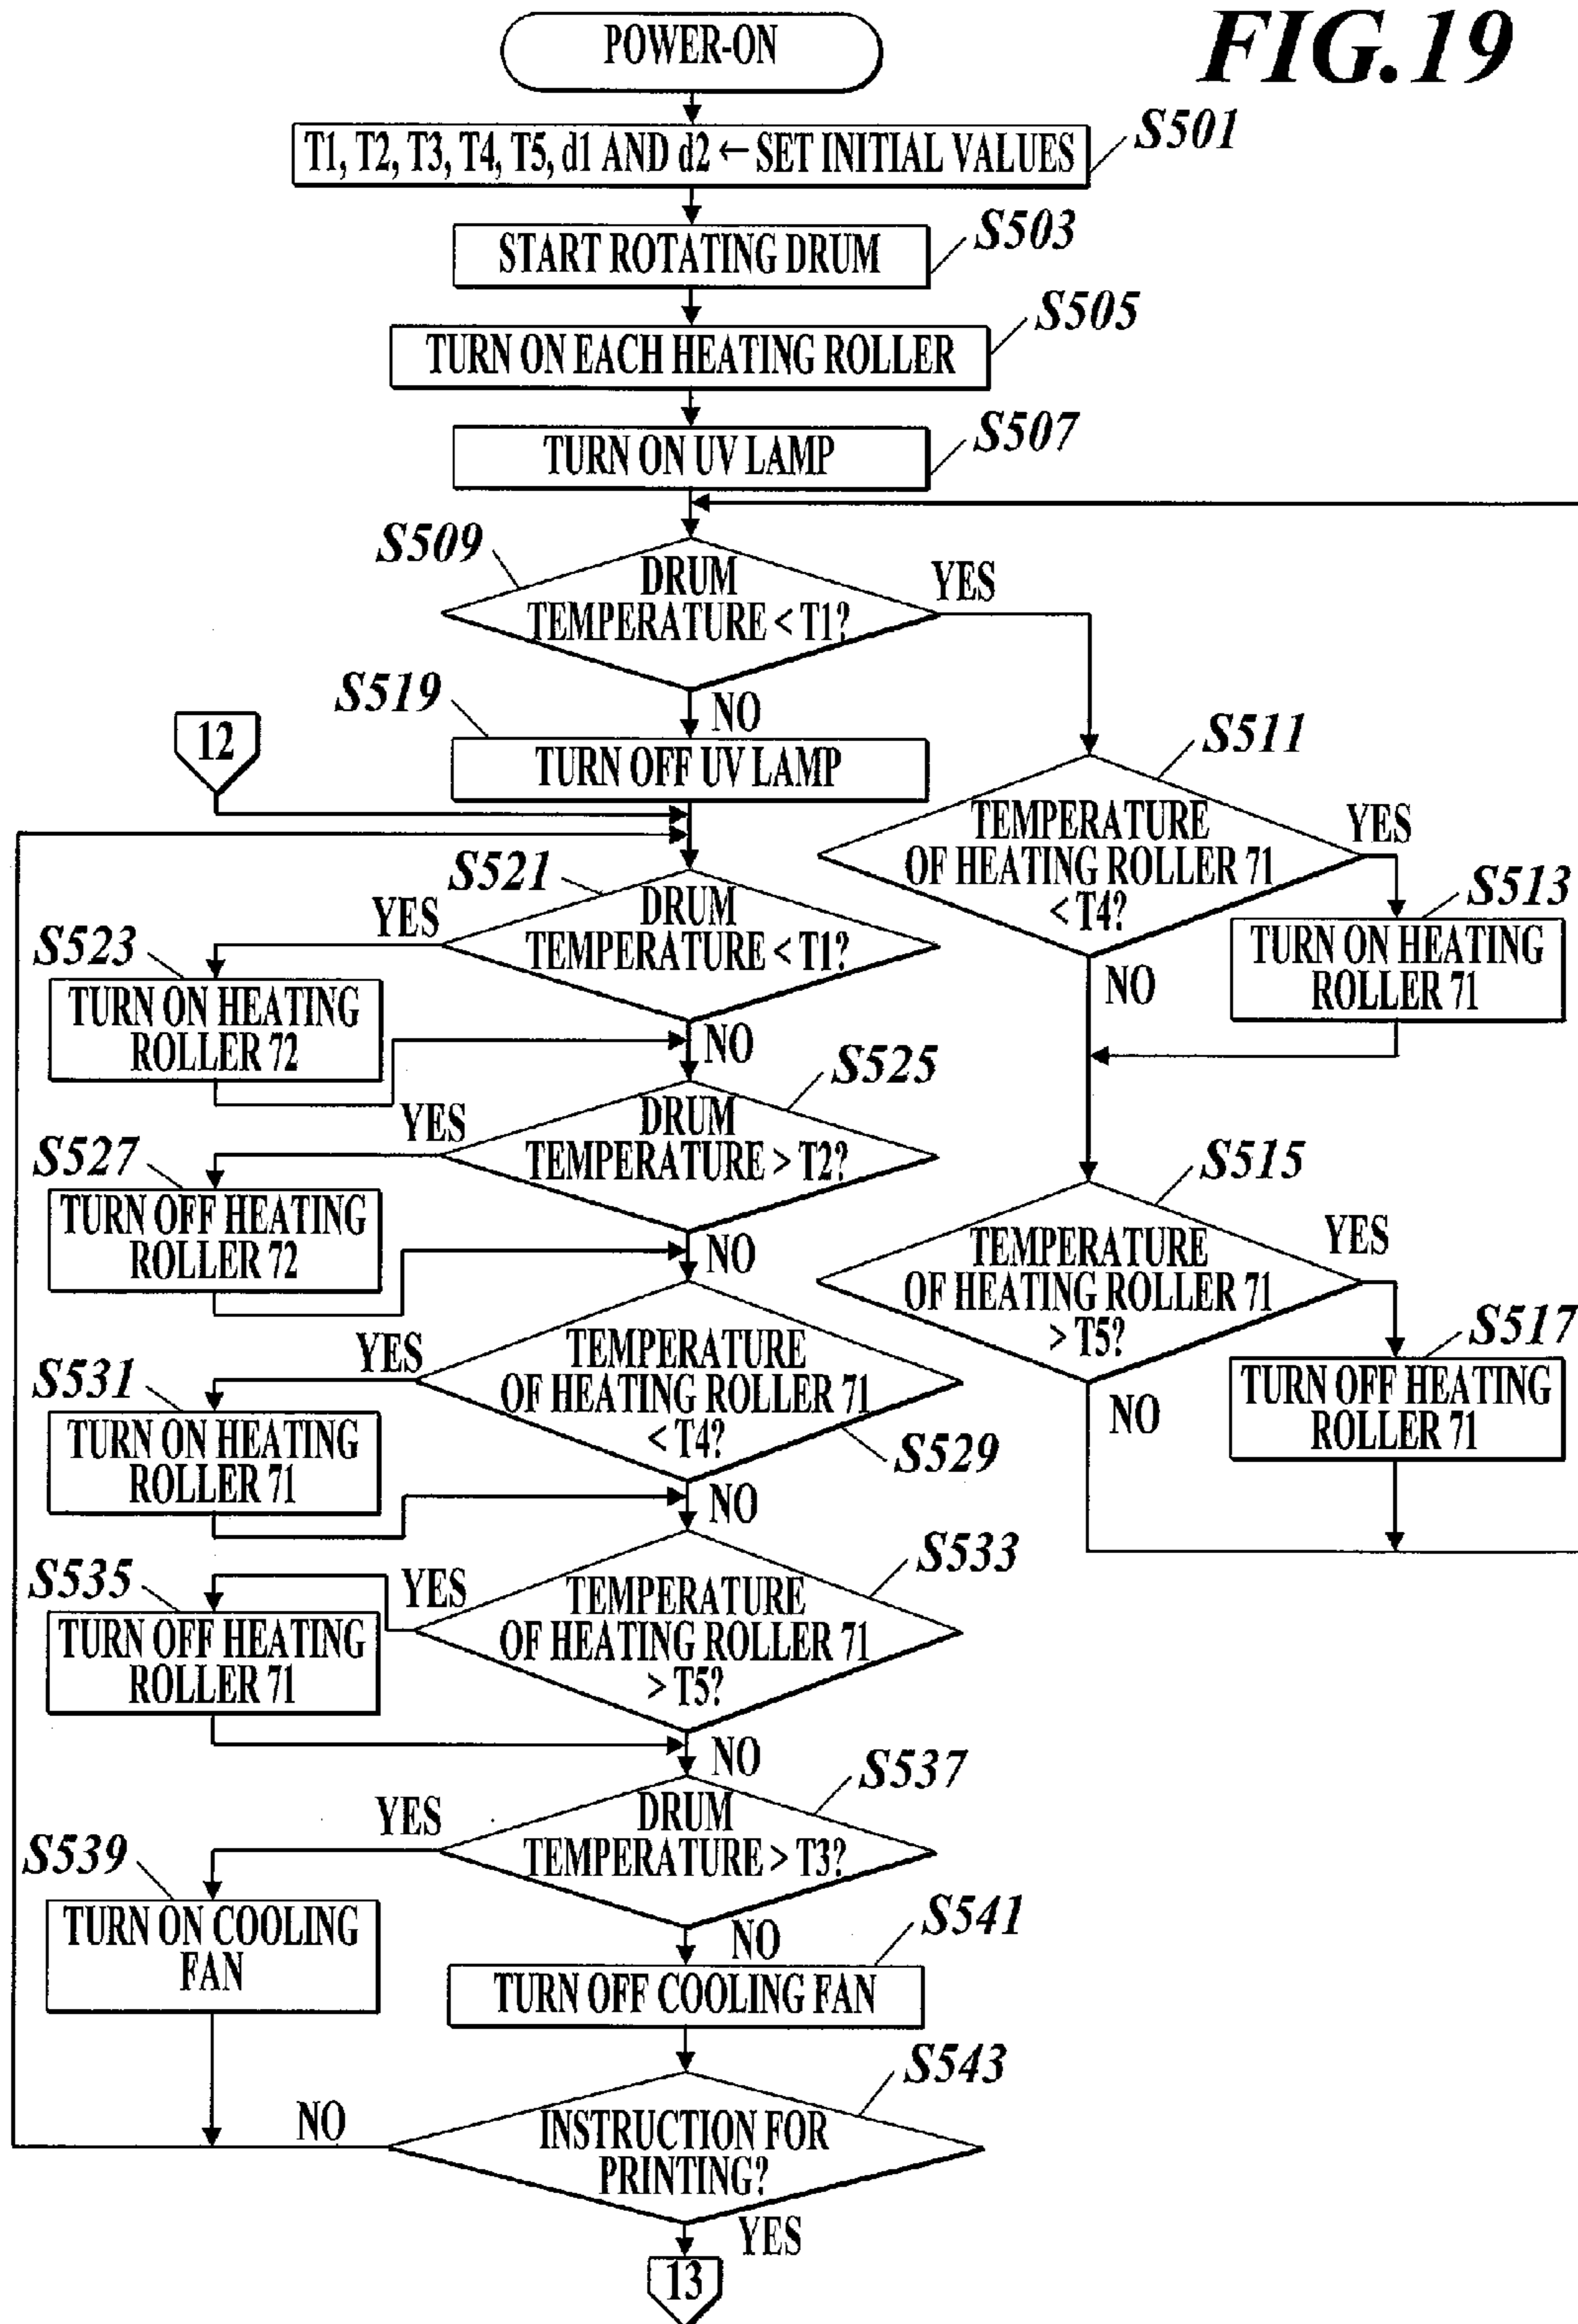 FIG.19
POWER-ON
S501
T1, T2, T3, T4, T5, d1 AND d2 ← SET INITIAL VALUES
S503
START ROTATING DRUM
S505
TURN ON EACH HEATING ROLLER
S507
TURN ON UV LAMP
S509
DRUM
TEMPERATURE < T1?
YES
NO
S519
TURN OFF UV LAMP
12
S511
TEMPERATURE
OF HEATING ROLLER 71
< T4?
YES
NO
S513
TURN ON HEATING
ROLLER 71
S515
TEMPERATURE
OF HEATING ROLLER 71
> T5?
YES
NO
S517
TURN OFF HEATING
ROLLER 71
S521
DRUM
TEMPERATURE < T1?
YES
NO
S523
TURN ON HEATING
ROLLER 72
S525
DRUM
TEMPERATURE > T2?
YES
NO
S527
TURN OFF HEATING
ROLLER 72
TEMPERATURE
OF HEATING ROLLER 71
< T4?
S529
YES
NO
S531
TURN ON HEATING
ROLLER 71
S533
TEMPERATURE
OF HEATING ROLLER 71
> T5?
YES
NO
S535
TURN OFF HEATING
ROLLER 71
S537
DRUM
TEMPERATURE > T3?
YES
NO
S539
TURN ON COOLING
FAN
S541
TURN OFF COOLING FAN
S543
INSTRUCTION FOR
PRINTING?
NO
YES
13